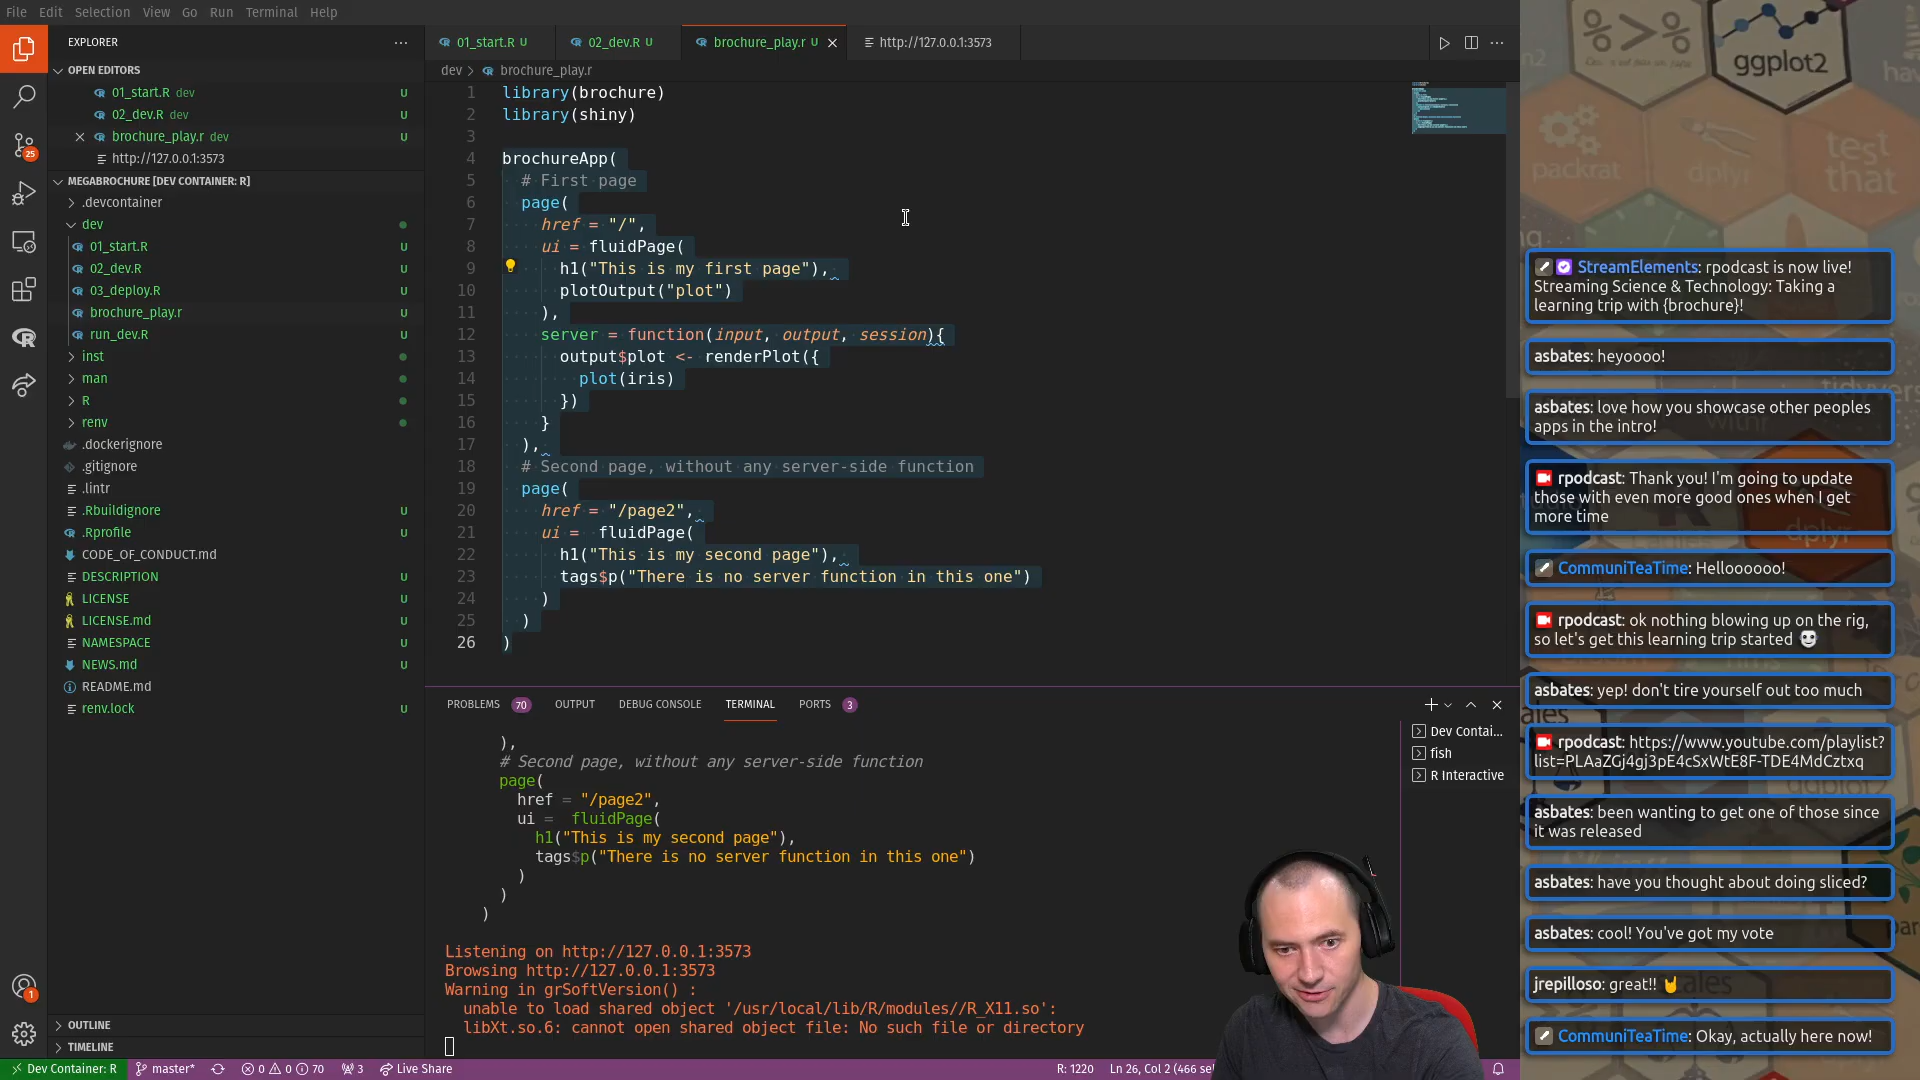 File Edit Selection View Go Run Terminal Help
EXPLORER
OPEN EDITORS
01_start.R dev U
02_dev.R dev U
brochure_play.r dev U
http://127.0.0.1:3573
MEGABROCHURE [DEV CONTAINER: R]
.devcontainer
dev
01_start.R U
02_dev.R U
03_deploy.R U
brochure_play.r U
run_dev.R U
inst
man
R
renv
.dockerignore
.gitignore
.lintr
.Rbuildignore U
.Rprofile U
CODE_OF_CONDUCT.md
DESCRIPTION U
LICENSE U
LICENSE.md U
NAMESPACE U
NEWS.md U
README.md
renv.lock U
OUTLINE
TIMELINE
25
1
01_start.R U
02_dev.R U
brochure_play.r U
http://127.0.0.1:3573
dev > brochure_play.r
1 library(brochure)
2 library(shiny)
3
4 brochureApp(
5 # First page
6 page(
7 href = "/",
8 ui = fluidPage(
9 h1("This is my first page"),
10 plotOutput("plot")
11 ),
12 server = function(input, output, session){
13 output$plot <- renderPlot({
14 plot(iris)
15 })
16 }
17 ),
18 # Second page, without any server-side function
19 page(
20 href = "/page2",
21 ui = fluidPage(
22 h1("This is my second page"),
23 tags$p("There is no server function in this one")
24 )
25 )
26 )
PROBLEMS 70 OUTPUT DEBUG CONSOLE TERMINAL PORTS 3
Dev Contai...
fish
R Interactive
),
# Second page, without any server-side function
page(
href = "/page2",
ui = fluidPage(
h1("This is my second page"),
tags$p("There is no server function in this one")
)
)
)
Listening on http://127.0.0.1:3573
Browsing http://127.0.0.1:3573
Warning in grSoftVersion() :
unable to load shared object '/usr/local/lib/R/modules//R_X11.so':
libXt.so.6: cannot open shared object file: No such file or directory
Dev Container: R master* 0 0 70 3 Live Share R: 1220 Ln 26, Col 2 (466 sel
ggplot2
%>%
packrat
dplyr
test
that
StreamElements: rpodcast is now live!
Streaming Science & Technology: Taking a
learning trip with {brochure}!
asbates: heyoooo!
asbates: love how you showcase other peoples
apps in the intro!
rpodcast: Thank you! I'm going to update
those with even more good ones when I get
more time
CommuniTeaTime: Helloooooo!
rpodcast: ok nothing blowing up on the rig,
so let's get this learning trip started 💀
asbates: yep! don't tire yourself out too much
rpodcast: https://www.youtube.com/playlist?
list=PLAaZGj4gj3pE4cSxWtE8F-TDE4MdCztxq
asbates: been wanting to get one of those since
it was released
asbates: have you thought about doing sliced?
asbates: cool! You've got my vote
jrepilloso: great!! 🤘
CommuniTeaTime: Okay, actually here now!